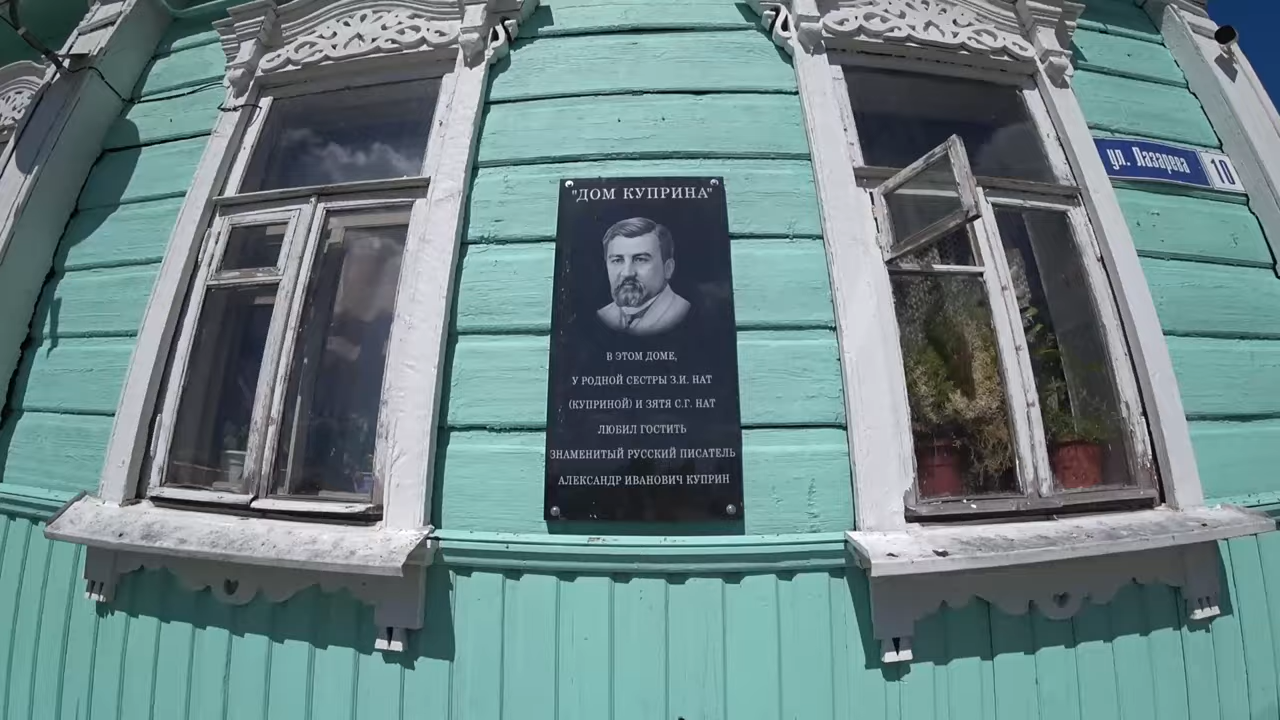 "ДОМ КУПРИНА"
В ЭТОМ ДОМЕ,
У РОДНОЙ СЕСТРЫ З.И. НАТ
(КУПРИНОЙ) И ЗЯТЯ С.Г. НАТ
ЛЮБИЛ ГОСТИТЬ
ЗНАМЕНИТЫЙ РУССКИЙ ПИСАТЕЛЬ
АЛЕКСАНДР ИВАНОВИЧ КУПРИН
ул. Лазарева 10